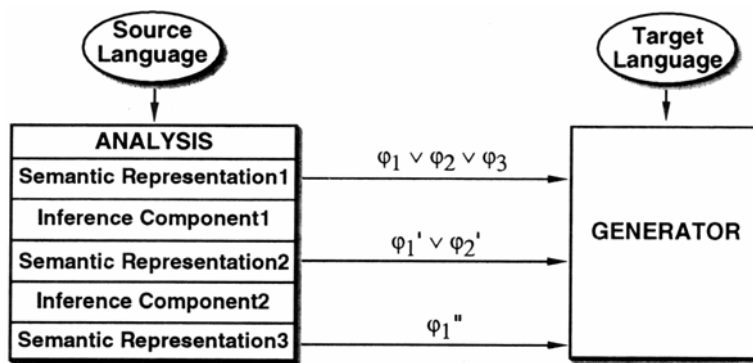 Source
Language
Target
Language
ANALYSIS
Semantic Representation1
φ₁ ∨ φ₂ ∨ φ₃
Inference Component1
GENERATOR
Semantic Representation2
φ₁' ∨ φ₂'
Inference Component2
Semantic Representation3
φ₁"